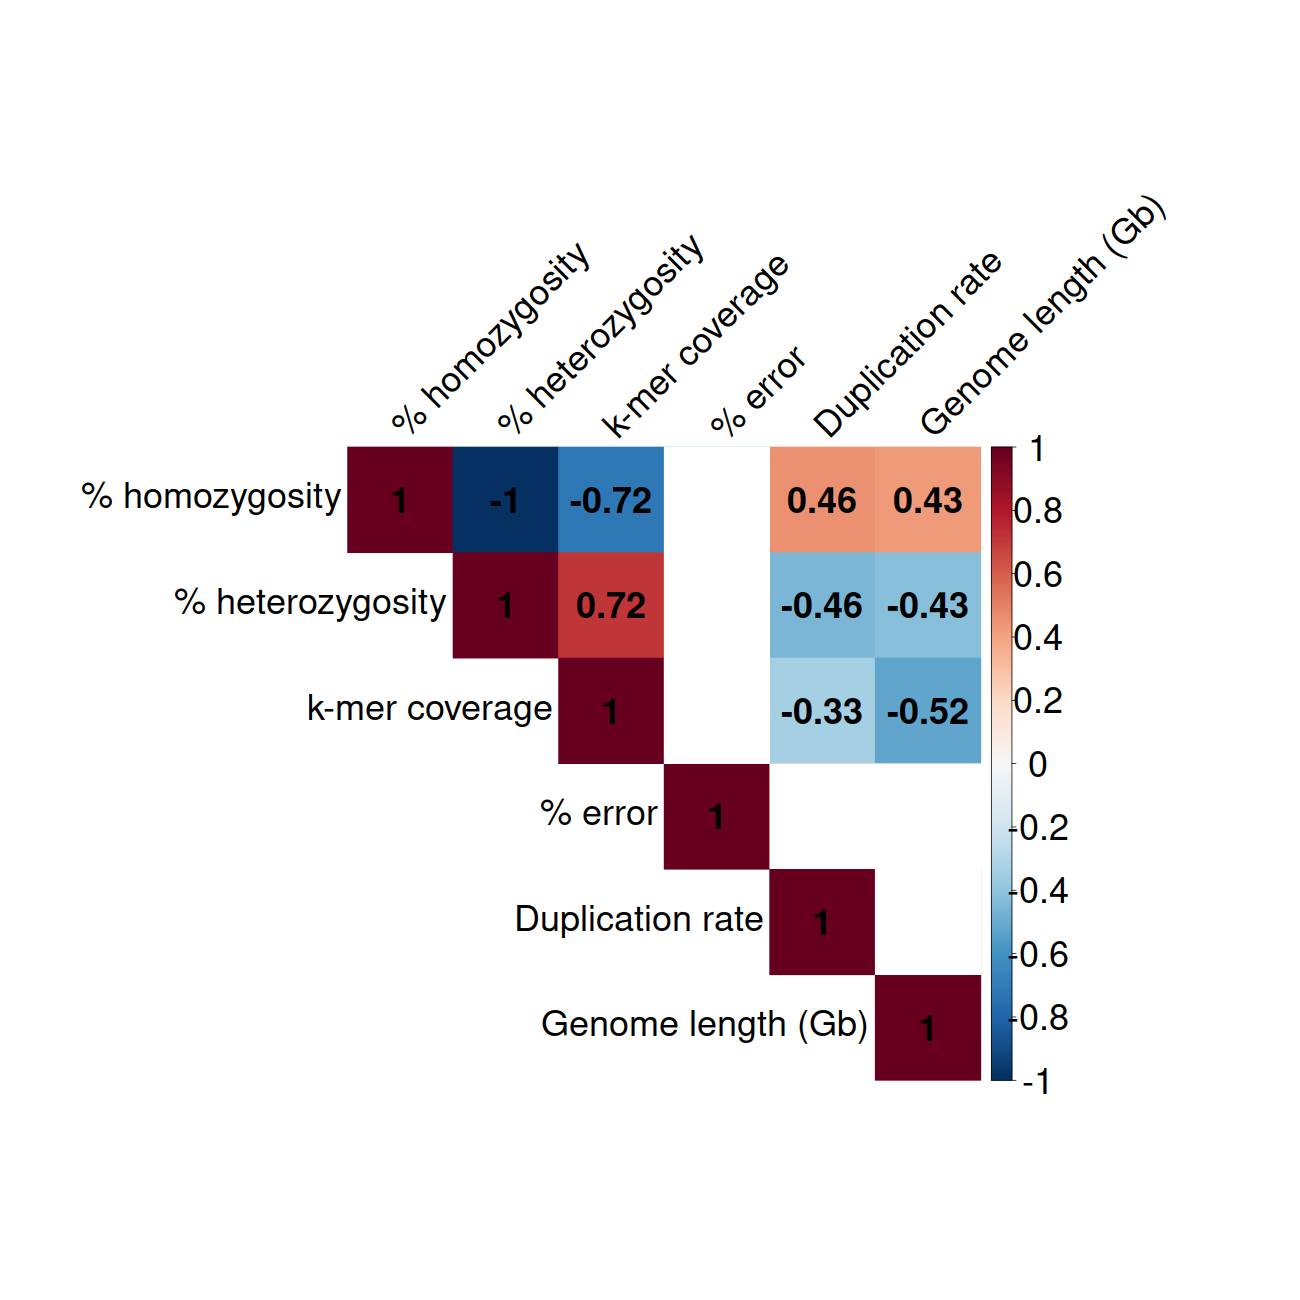 % homozygosity
% heterozygosity
k-mer coverage
% error
Duplication rate
Genome length (Gb)
% homozygosity 1 -1 -0.72 0.46 0.43
% heterozygosity 1 0.72 -0.46 -0.43
k-mer coverage 1 -0.33 -0.52
% error 1
Duplication rate 1
Genome length (Gb) 1
1
0.8
0.6
0.4
0.2
0
-0.2
-0.4
-0.6
-0.8
-1